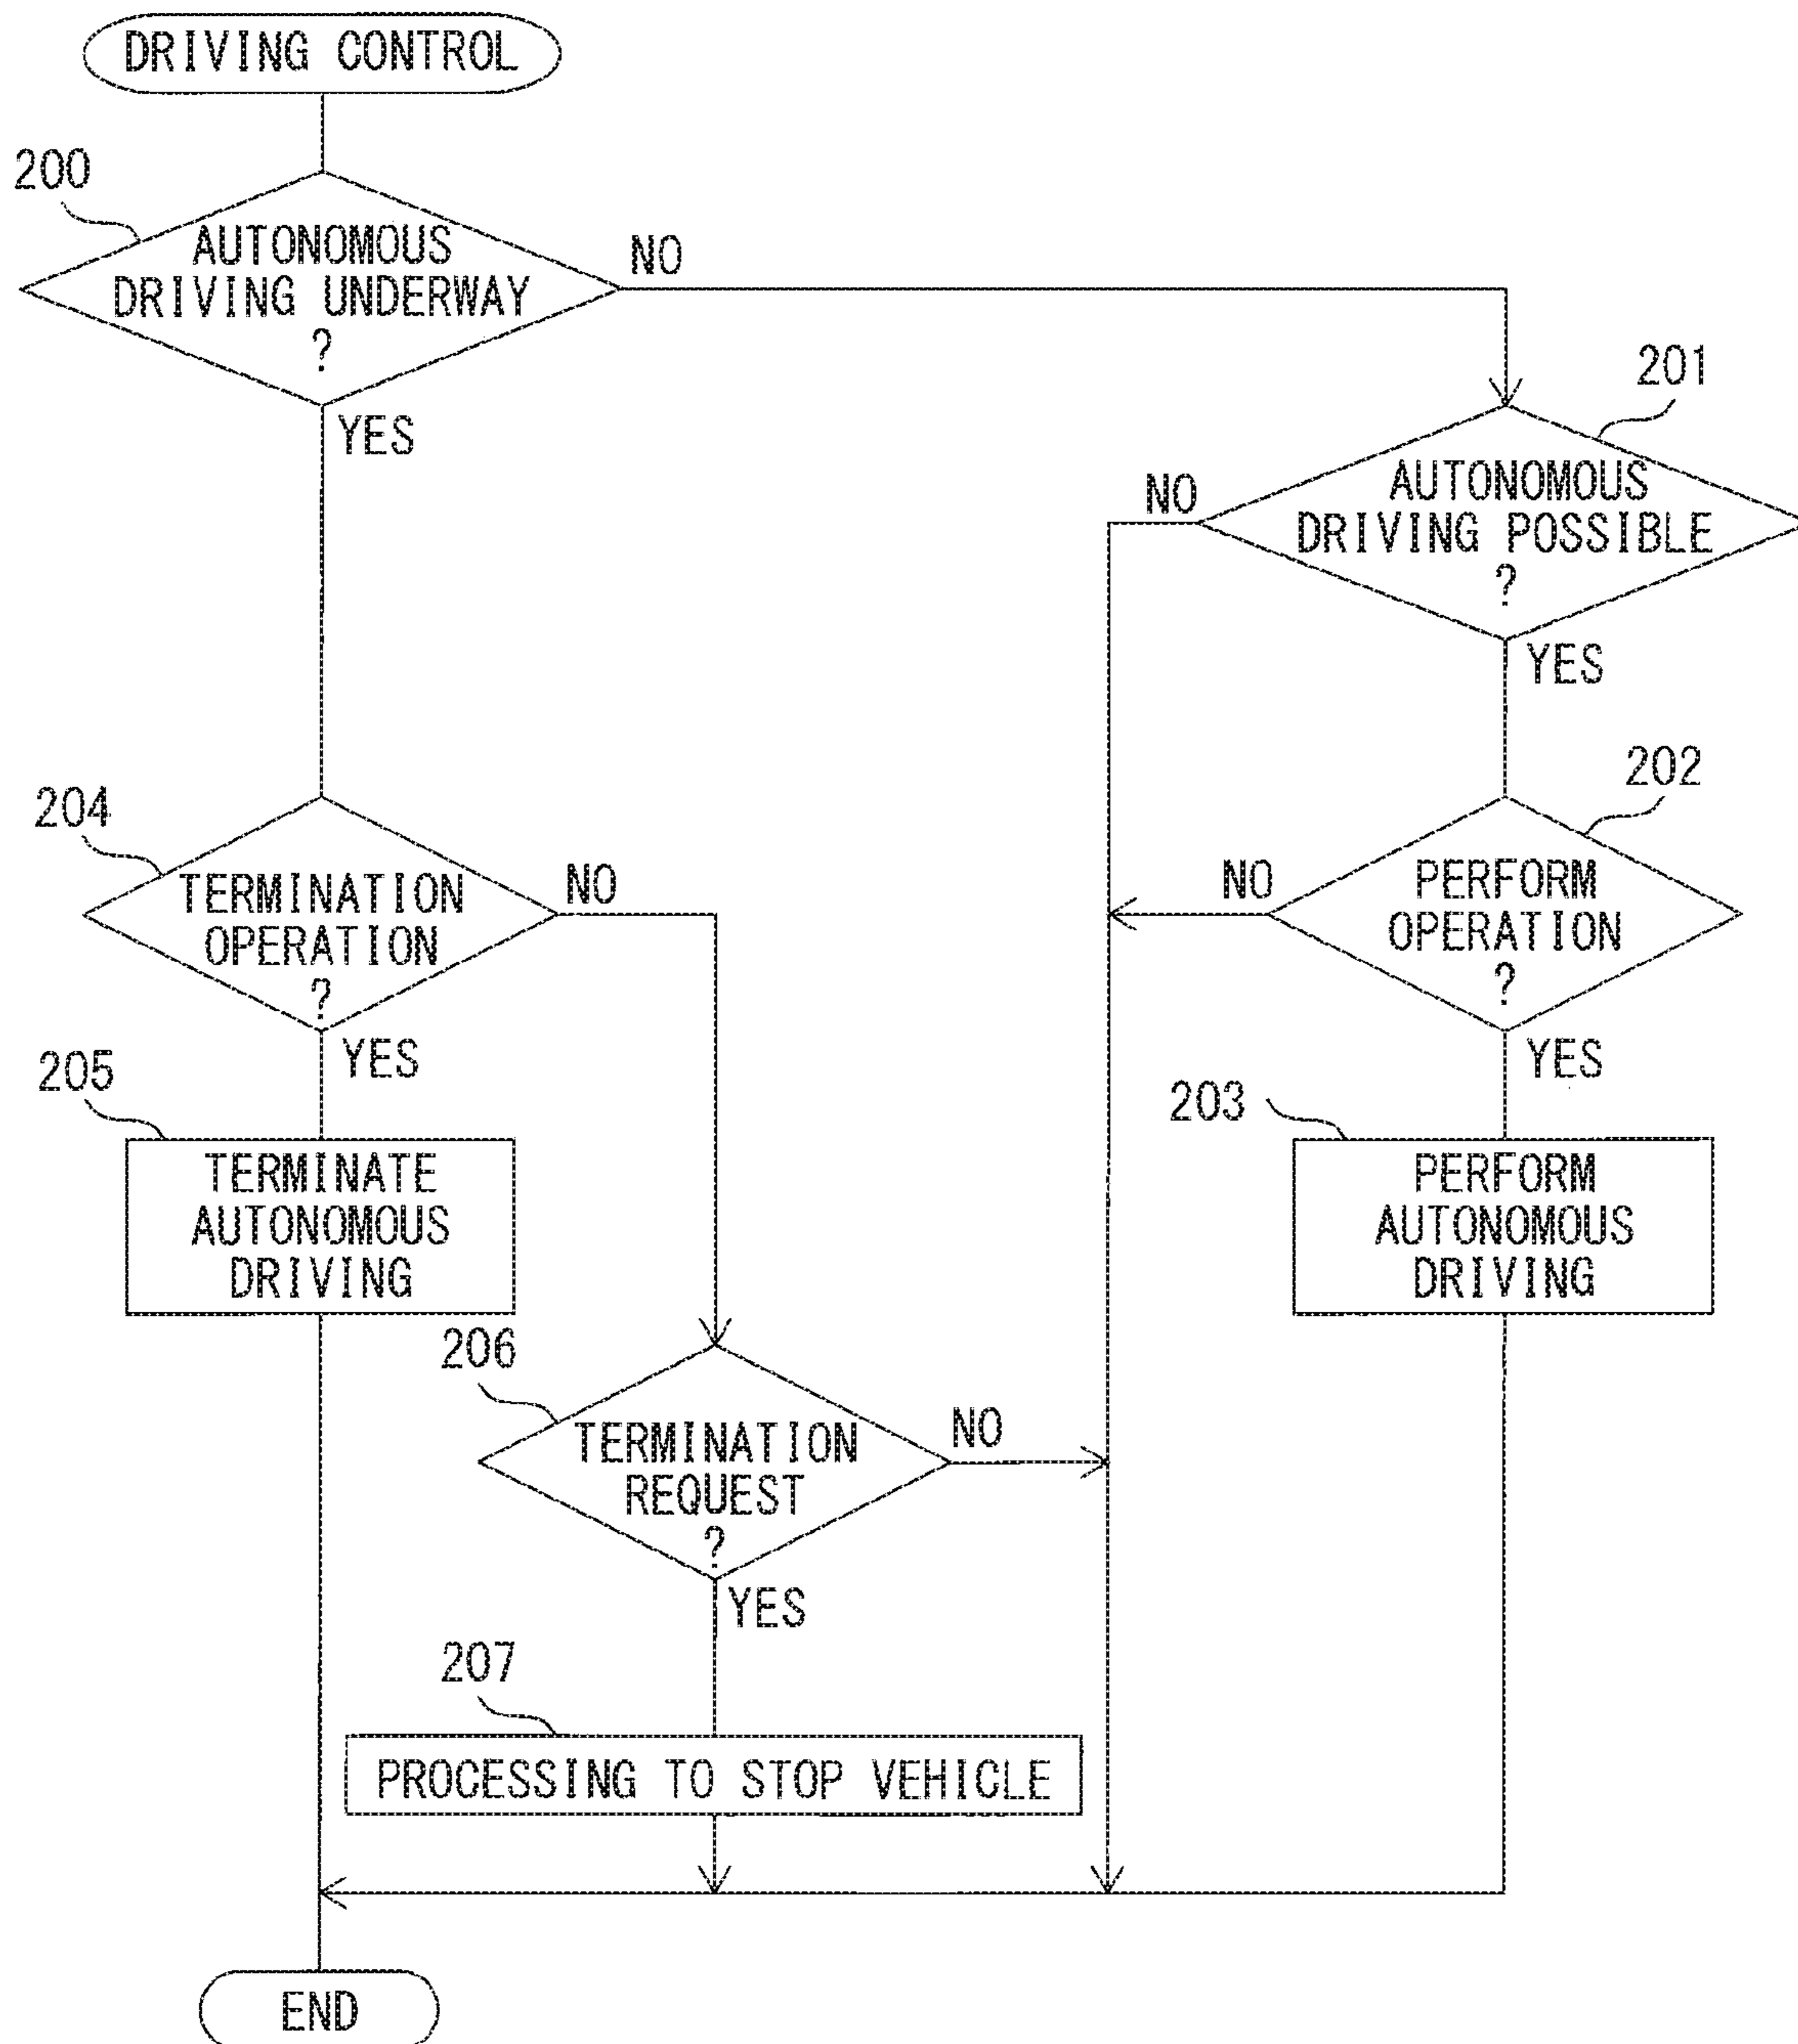 DRIVING CONTROL
200
AUTONOMOUS
DRIVING UNDERWAY
?
NO
YES
201
AUTONOMOUS
DRIVING POSSIBLE
?
NO
YES
202
PERFORM
OPERATION
?
NO
YES
203
PERFORM
AUTONOMOUS
DRIVING
204
TERMINATION
OPERATION
?
NO
YES
205
TERMINATE
AUTONOMOUS
DRIVING
206
TERMINATION
REQUEST
?
NO
YES
207
PROCESSING TO STOP VEHICLE
END